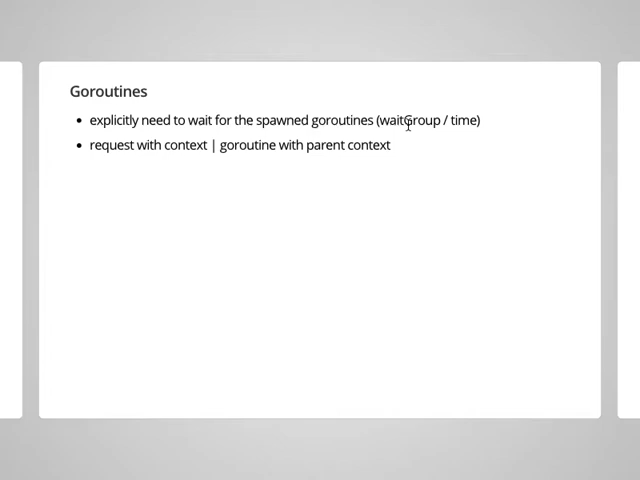 Goroutines
• explicitly need to wait for the spawned goroutines (waitGroup / time)
• request with context | goroutine with parent context